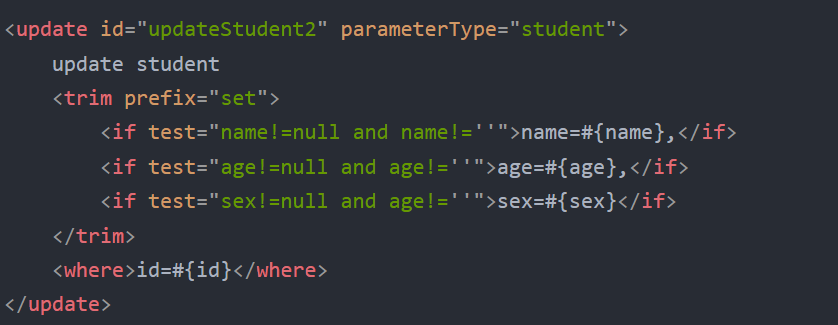 <update id="updateStudent2" parameterType="student">
    update student
    <trim prefix="set">
        <if test="name!=null and name!=''">name=#{name},</if>
        <if test="age!=null and age!=''">age=#{age},</if>
        <if test="sex!=null and age!=''">sex=#{sex}</if>
    </trim>
    <where>id=#{id}</where>
</update>